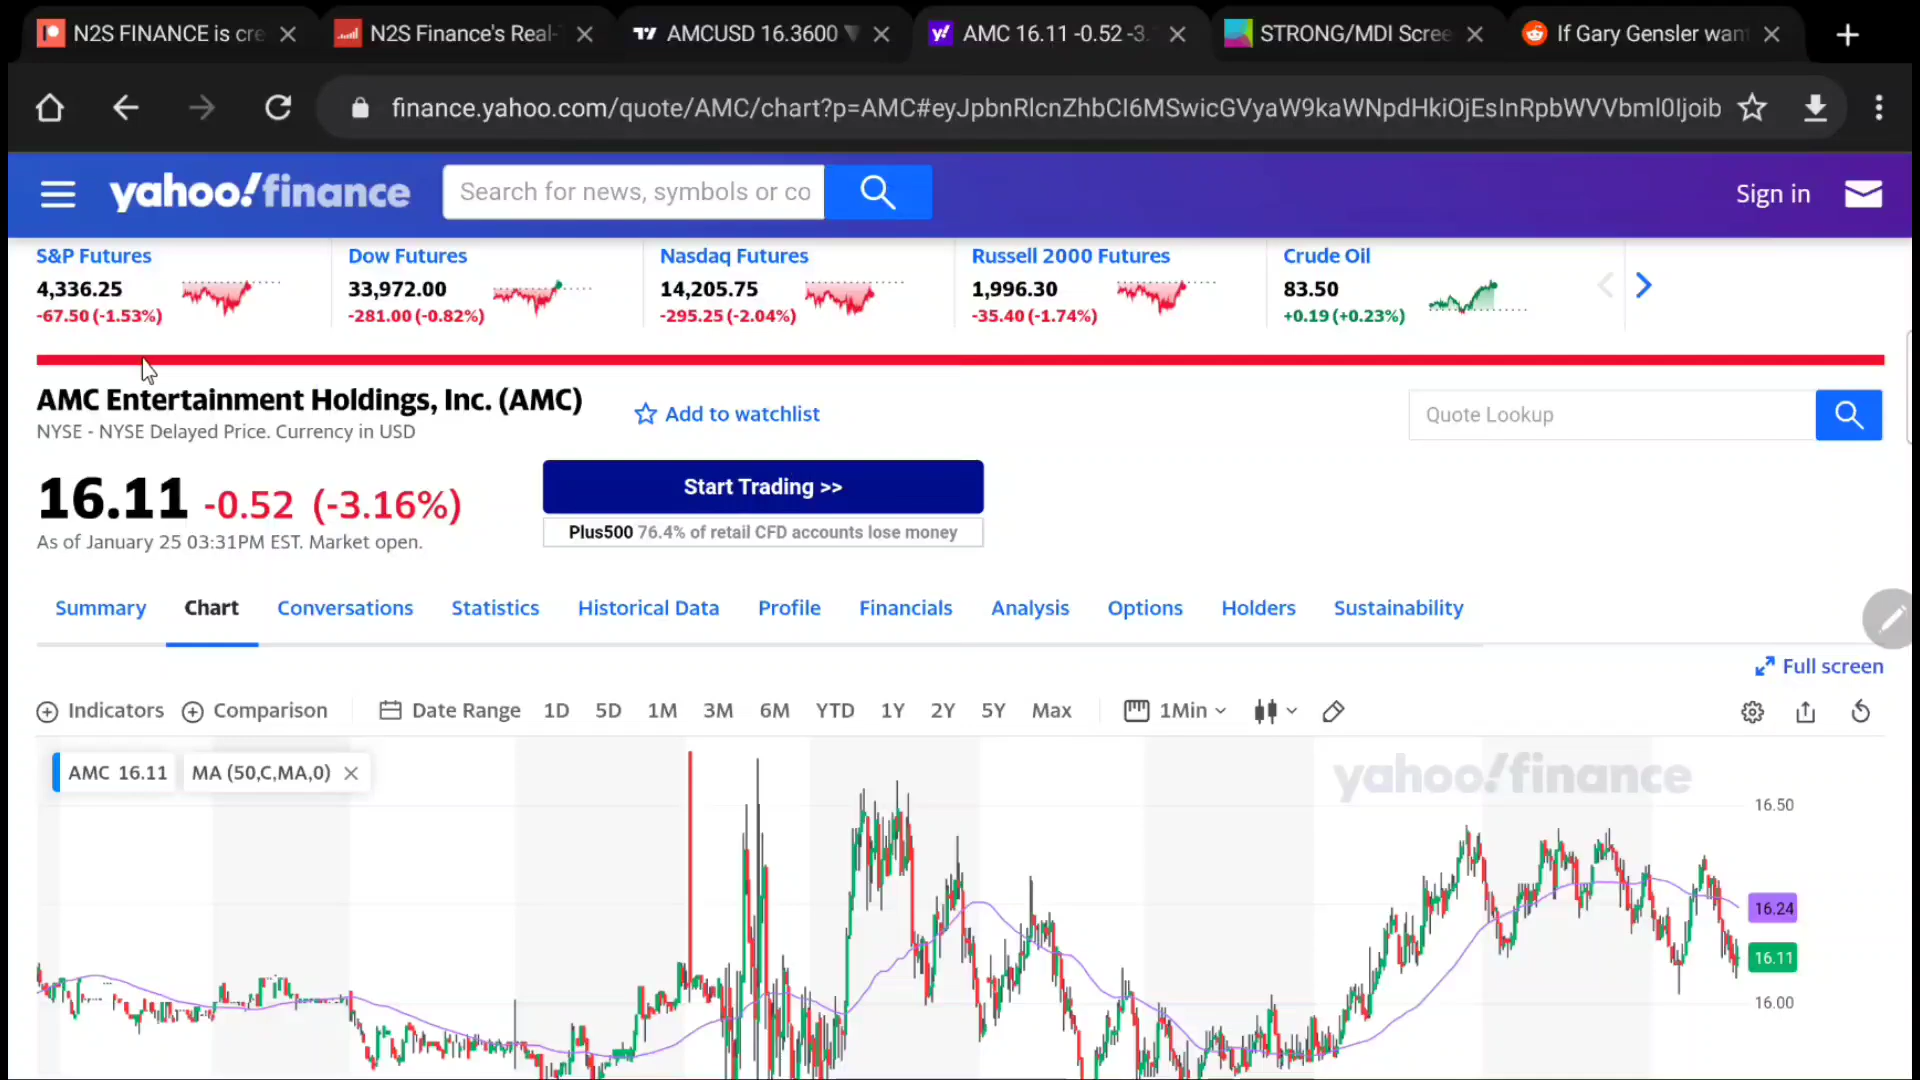 N2S FINANCE is cre
N2S Finance's Real-
AMCUSD 16.3600 ▼
AMC 16.11 -0.52 -3.
STRONG/MDI Scree
If Gary Gensler wan
finance.yahoo.com/quote/AMC/chart?p=AMC#eyJpbnRlcnZhbCI6MSwicGVyaW9kaWNpdHkiOjEsInRpbWVVbml0Ijoib
yahoo!finance
Search for news, symbols or co
Sign in
S&P Futures
4,336.25
-67.50 (-1.53%)
Dow Futures
33,972.00
-281.00 (-0.82%)
Nasdaq Futures
14,205.75
-295.25 (-2.04%)
Russell 2000 Futures
1,996.30
-35.40 (-1.74%)
Crude Oil
83.50
+0.19 (+0.23%)
AMC Entertainment Holdings, Inc. (AMC)
NYSE - NYSE Delayed Price. Currency in USD
Add to watchlist
Quote Lookup
16.11 -0.52 (-3.16%)
As of January 25 03:31PM EST. Market open.
Start Trading >>
Plus500 76.4% of retail CFD accounts lose money
Summary Chart Conversations Statistics Historical Data Profile Financials Analysis Options Holders Sustainability
Full screen
Indicators Comparison Date Range 1D 5D 1M 3M 6M YTD 1Y 2Y 5Y Max 1Min
AMC 16.11 MA (50,C,MA,0)
yahoo!finance
16.50
16.24
16.11
16.00